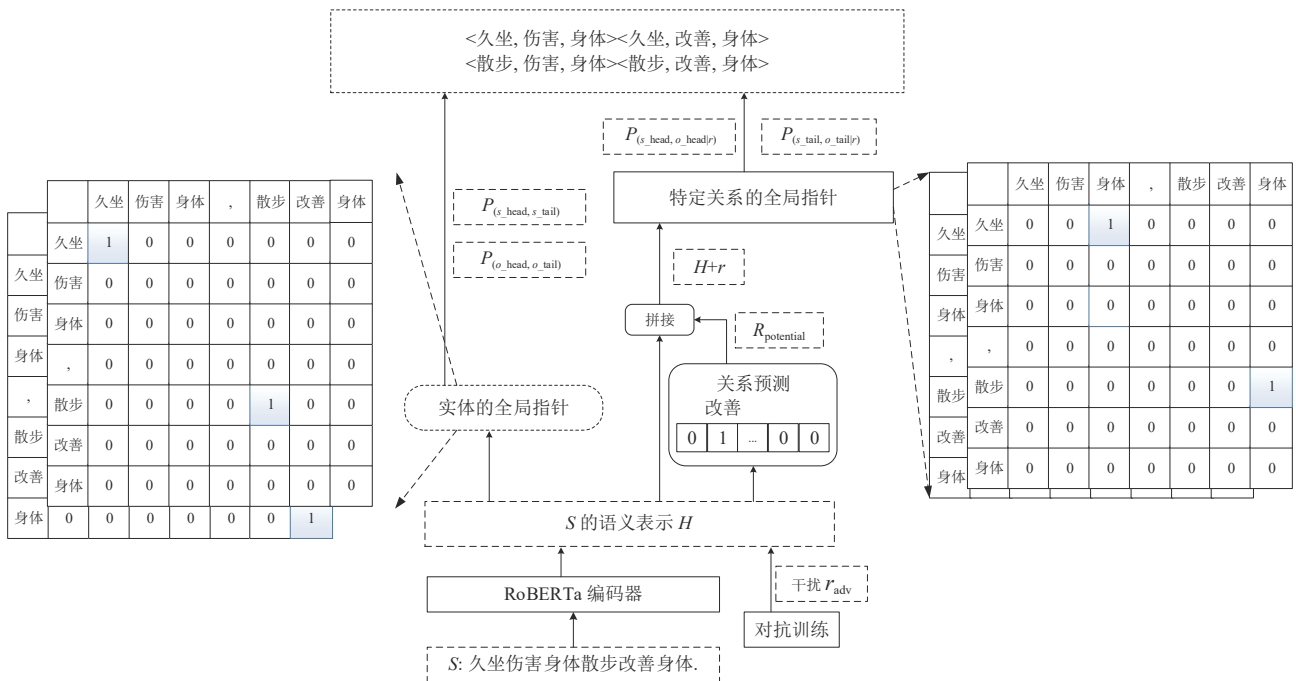 <久坐, 伤害, 身体><久坐, 改善, 身体>
<散步, 伤害, 身体><散步, 改善, 身体>
P(s_head, o_head|r)
P(s_tail, o_tail|r)
特定关系的全局指针
P(s_head, s_tail)
P(o_head, o_tail)
H+r
拼接
R potential
关系预测
改善
0 1 ... 0 0
实体的全局指针
S 的语义表示 H
RoBERTa 编码器
干扰 r adv
对抗训练
S: 久坐伤害身体散步改善身体.
久坐 伤害 身体 , 散步 改善 身体
久坐 1 0 0 0 0 0 0
伤害 0 0 0 0 0 0 0
身体 0 0 0 0 0 0 0
, 0 0 0 0 0 0 0
散步 0 0 0 0 1 0 0
改善 0 0 0 0 0 0 0
身体 0 0 0 0 0 0 0
久坐
伤害
身体
,
散步
改善
身体 0 0 0 0 0 0 1
久坐 伤害 身体 , 散步 改善 身体
久坐 0 0 1 0 0 0 0
伤害 0 0 0 0 0 0 0
身体 0 0 0 0 0 0 0
, 0 0 0 0 0 0 0
散步 0 0 0 0 0 0 1
改善 0 0 0 0 0 0 0
身体 0 0 0 0 0 0 0
久坐
伤害
身体
,
散步
改善
身体